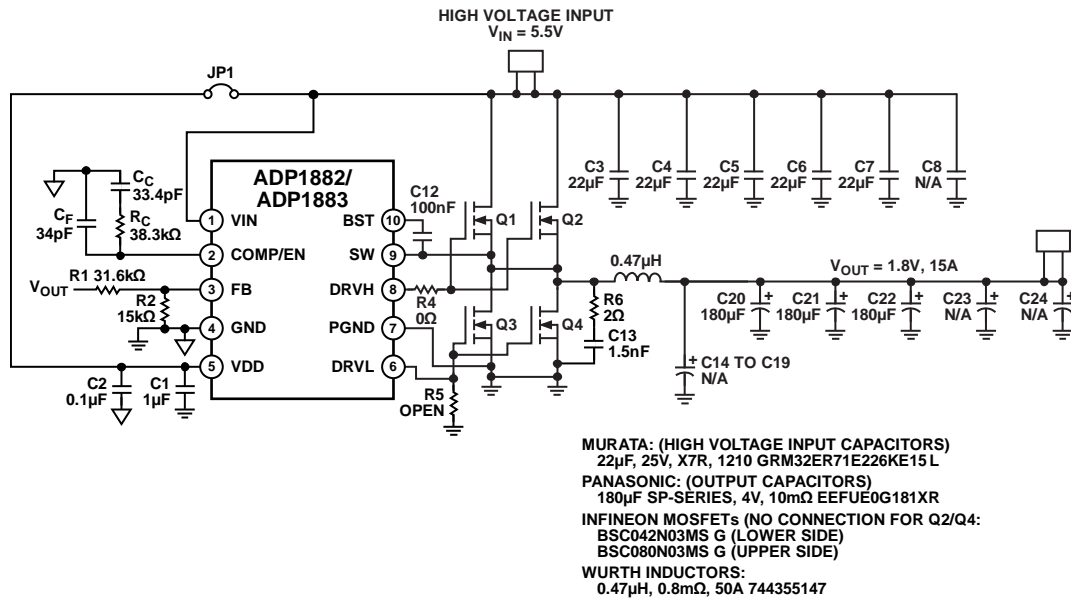 HIGH VOLTAGE INPUT
VIN = 5.5V
JP1
CC
33.4pF
CF
34pF
RC
38.3kΩ
ADP1882/
ADP1883
1 VIN
2 COMP/EN
3 FB
4 GND
5 VDD
BST 10
SW 9
DRVH 8
PGND 7
DRVL 6
VOUT
R1 31.6kΩ
R2
15kΩ
C2
0.1µF
C1
1µF
C12
100nF
R4
0Ω
R5
OPEN
Q1
Q2
Q3
Q4
C3
22µF
C4
22µF
C5
22µF
C6
22µF
C7
22µF
C8
N/A
0.47µH
R6
2Ω
C13
1.5nF
VOUT = 1.8V, 15A
C20
180µF
+
C21
180µF
+
C22
180µF
+
C23
N/A
+
C24
N/A
+
+
C14 TO C19
N/A
MURATA: (HIGH VOLTAGE INPUT CAPACITORS)
22µF, 25V, X7R, 1210 GRM32ER71E226KE15 L
PANASONIC: (OUTPUT CAPACITORS)
180µF SP-SERIES, 4V, 10mΩ EEFUE0G181XR
INFINEON MOSFETs (NO CONNECTION FOR Q2/Q4:
BSC042N03MS G (LOWER SIDE)
BSC080N03MS G (UPPER SIDE)
WURTH INDUCTORS:
0.47µH, 0.8mΩ, 50A 744355147